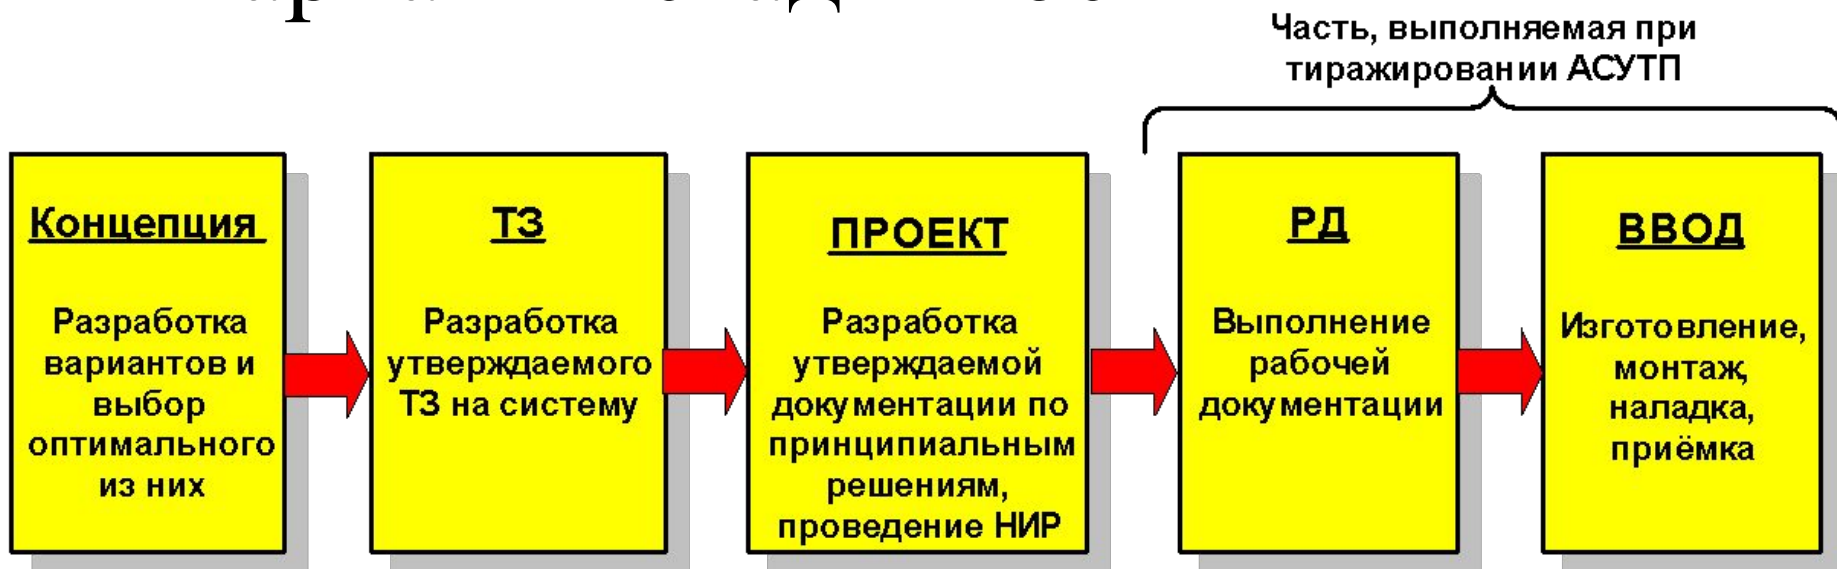 Часть, выполняемая при
тиражировании АСУТП
Концепция
Разработка
вариантов и
выбор
оптимального
из них
ТЗ
Разработка
утверждаемого
ТЗ на систему
ПРОЕКТ
Разработка
утверждаемой
документации по
принципиальным
решениям,
проведение НИР
РД
Выполнение
рабочей
документации
ВВОД
Изготовление,
монтаж,
наладка,
приёмка